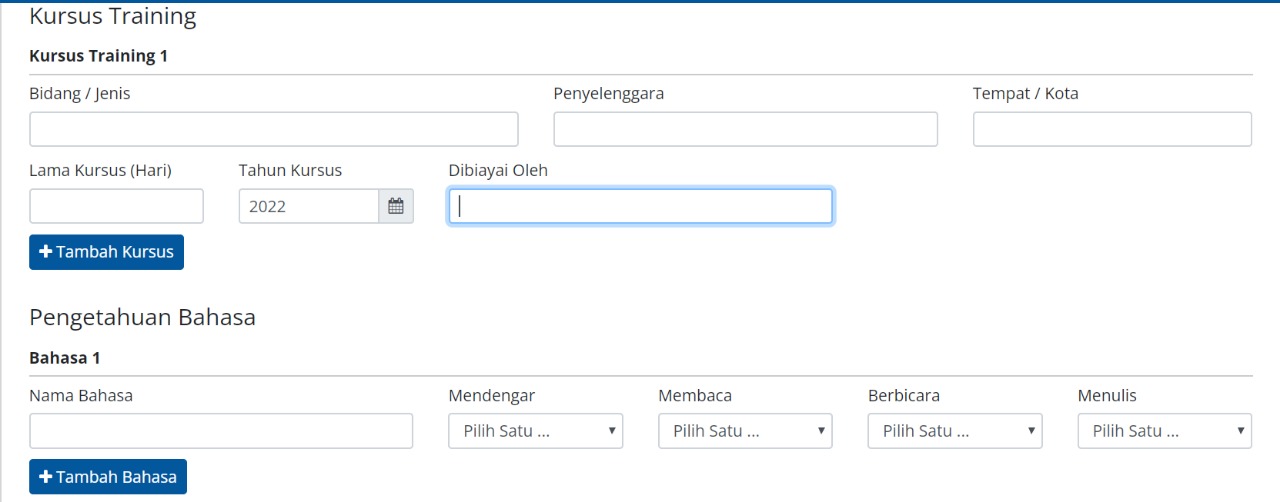 Kursus Training
Kursus Training 1
Bidang / Jenis Penyelenggara Tempat / Kota
Lama Kursus (Hari) Tahun Kursus Dibiayai Oleh
2022
Tambah Kursus
Pengetahuan Bahasa
Bahasa 1
Nama Bahasa Mendengar Membaca Berbicara Menulis
Pilih Satu ... Pilih Satu ... Pilih Satu ... Pilih Satu ...
Tambah Bahasa